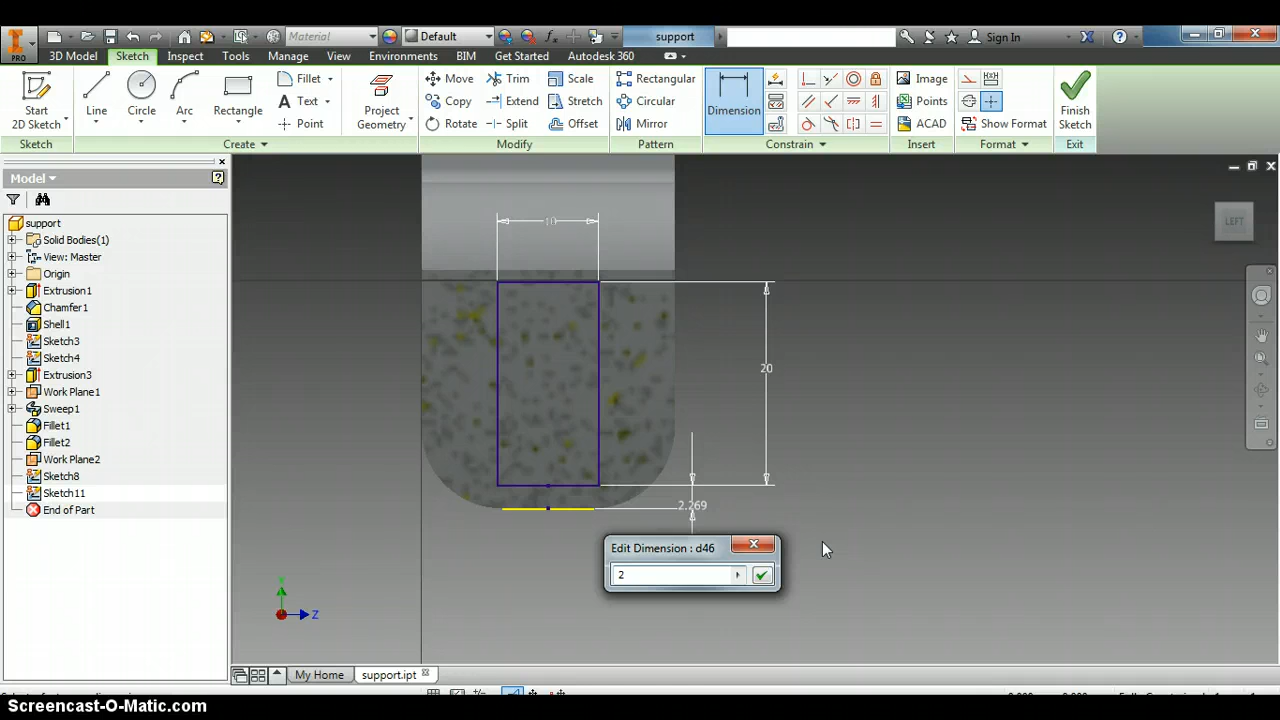 Material Default fx support Sign In
PRO 3D Model Sketch Inspect Tools Manage View Environments BIM Get Started Autodesk 360
Start 2D Sketch Line Circle Arc Rectangle Fillet Text Point Project Geometry Move Copy Rotate Trim Extend Split Scale Stretch Offset Rectangular Circular Mirror Dimension Image Points ACAD Show Format Finish Sketch
Sketch Create Modify Pattern Constrain Insert Format Exit
Model
support
Solid Bodies(1)
View: Master
Origin
Extrusion1
Chamfer1
Shell1
Sketch3
Sketch4
Extrusion3
Work Plane1
Sweep1
Fillet1
Fillet2
Work Plane2
Sketch8
Sketch11
End of Part
LEFT
10
20
2.269
Edit Dimension : d46
2
Y
Z
My Home support.ipt
Screencast-O-Matic.com